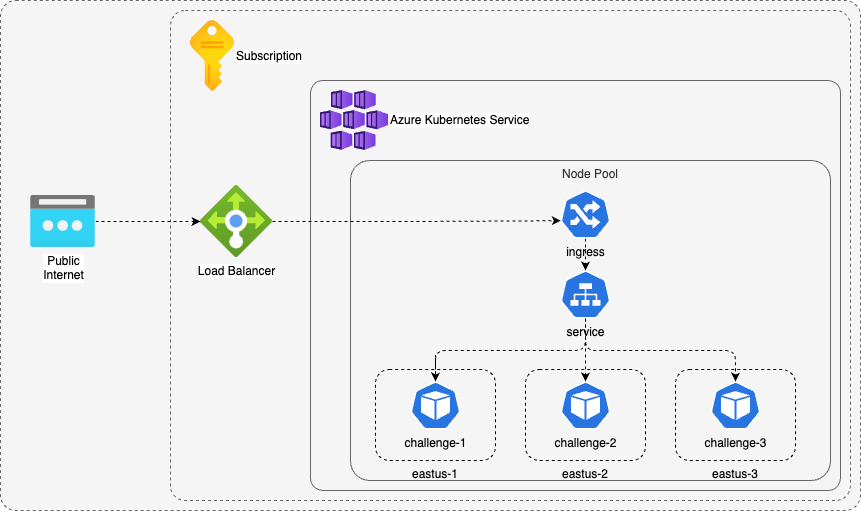 Subscription
Azure Kubernetes Service
Node Pool
Public
Internet
Load Balancer
ingress
service
challenge-1
challenge-2
challenge-3
eastus-1
eastus-2
eastus-3